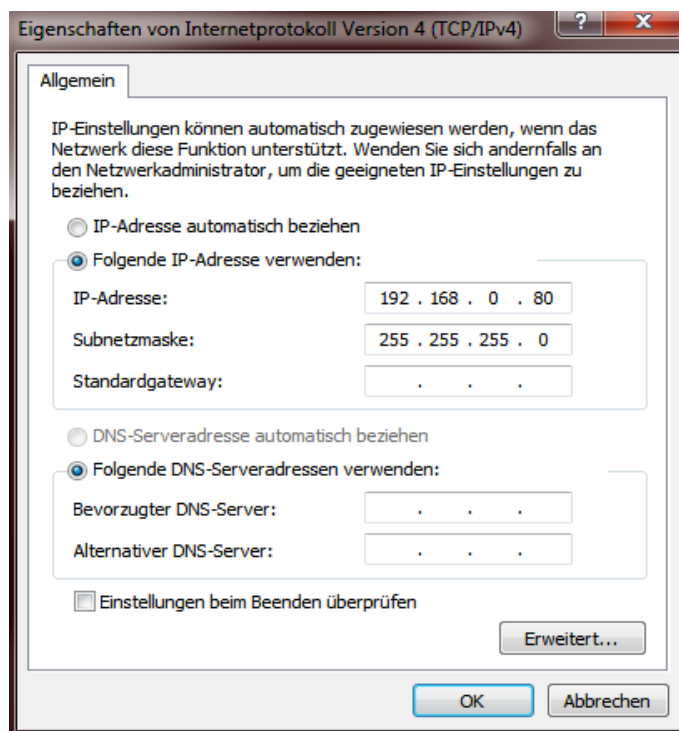 Eigenschaften von Internetprotokoll Version 4 (TCP/IPv4)
?
X
Allgemein
IP-Einstellungen können automatisch zugewiesen werden, wenn das
Netzwerk diese Funktion unterstützt. Wenden Sie sich andernfalls an
den Netzwerkadministrator, um die geeigneten IP-Einstellungen zu
beziehen.
IP-Adresse automatisch beziehen
Folgende IP-Adresse verwenden:
IP-Adresse: 192 . 168 . 0 . 80
Subnetzmaske: 255 . 255 . 255 . 0
Standardgateway: . . .
DNS-Serveradresse automatisch beziehen
Folgende DNS-Serveradressen verwenden:
Bevorzugter DNS-Server: . . .
Alternativer DNS-Server: . . .
Einstellungen beim Beenden überprüfen
Erweitert...
OK Abbrechen